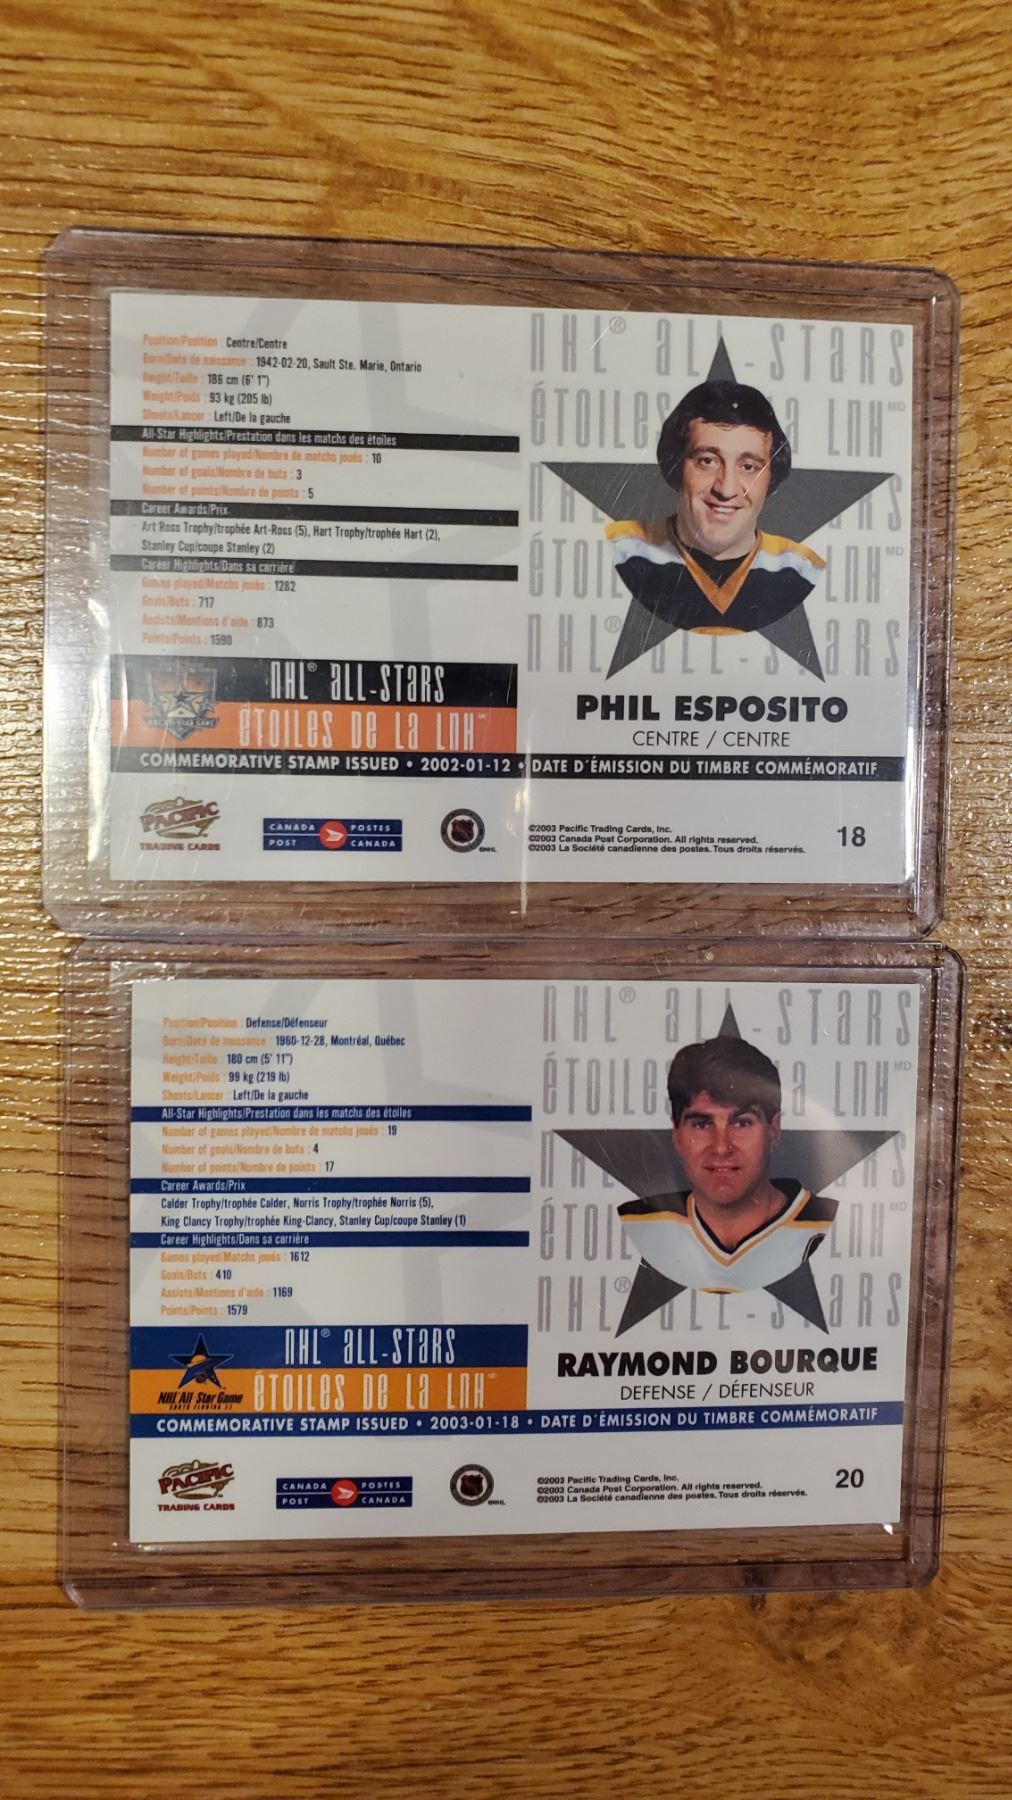 Position/Position : Centre/Centre
Born/Date de naissance : 1942-02-20, Sault Ste. Marie, Ontario
Height/Taille : 186 cm (6' 1")
Weight/Poids : 93 kg (205 lb)
Shoots/Lancer : Left/De la gauche
All-Star Highlights/Prestation dans les matchs des étoiles
Number of games played/Nombre de matchs joués : 10
Number of goals/Nombre de buts : 3
Number of points/Nombre de points : 5
Career Awards/Prix
Art Ross Trophy/trophée Art-Ross (5), Hart Trophy/trophée Hart (2),
Stanley Cup/coupe Stanley (2)
Career Highlights/Dans sa carrière
Games played/Matchs joués : 1282
Goals/Buts : 717
Assists/Mentions d'aide : 873
Points/Points : 1590
NHL® ALL-STARS
ÉTOILES DE LA LNH
NHL® ALL-STARS
ÉTOILES LA LNH MD
ÉTOIL LNH MD
NHL® ALL-STARS
PHIL ESPOSITO
CENTRE / CENTRE
COMMEMORATIVE STAMP ISSUED • 2002-01-12 • DATE D'ÉMISSION DU TIMBRE COMMÉMORATIF
PACIFIC
TRADING CARDS
CANADA POSTES
POST CANADA
©2003 Pacific Trading Cards, Inc.
©2003 Canada Post Corporation. All rights reserved.
©2003 La Société canadienne des postes. Tous droits réservés.
18
Position/Position : Defense/Défenseur
Born/Date de naissance : 1960-12-28, Montréal, Québec
Height/Taille : 180 cm (5' 11")
Weight/Poids : 99 kg (219 lb)
Shoots/Lancer : Left/De la gauche
All-Star Highlights/Prestation dans les matchs des étoiles
Number of games played/Nombre de matchs joués : 19
Number of goals/Nombre de buts : 4
Number of points/Nombre de points : 17
Career Awards/Prix
Calder Trophy/trophée Calder, Norris Trophy/trophée Norris (5),
King Clancy Trophy/trophée King-Clancy, Stanley Cup/coupe Stanley (1)
Career Highlights/Dans sa carrière
Games played/Matchs joués : 1612
Goals/Buts : 410
Assists/Mentions d'aide : 1169
Points/Points : 1579
NHL All Star Game
NHL® ALL-STARS
ÉTOILES DE LA LNH
NHL® ALL-STARS
ÉTOILES LA LNH MD
ÉTOIL LNH MD
NHL® ALL-STARS
RAYMOND BOURQUE
DEFENSE / DÉFENSEUR
COMMEMORATIVE STAMP ISSUED • 2003-01-18 • DATE D'ÉMISSION DU TIMBRE COMMÉMORATIF
PACIFIC
TRADING CARDS
CANADA POSTES
POST CANADA
©2003 Pacific Trading Cards, Inc.
©2003 Canada Post Corporation. All rights reserved.
©2003 La Société canadienne des postes. Tous droits réservés.
20